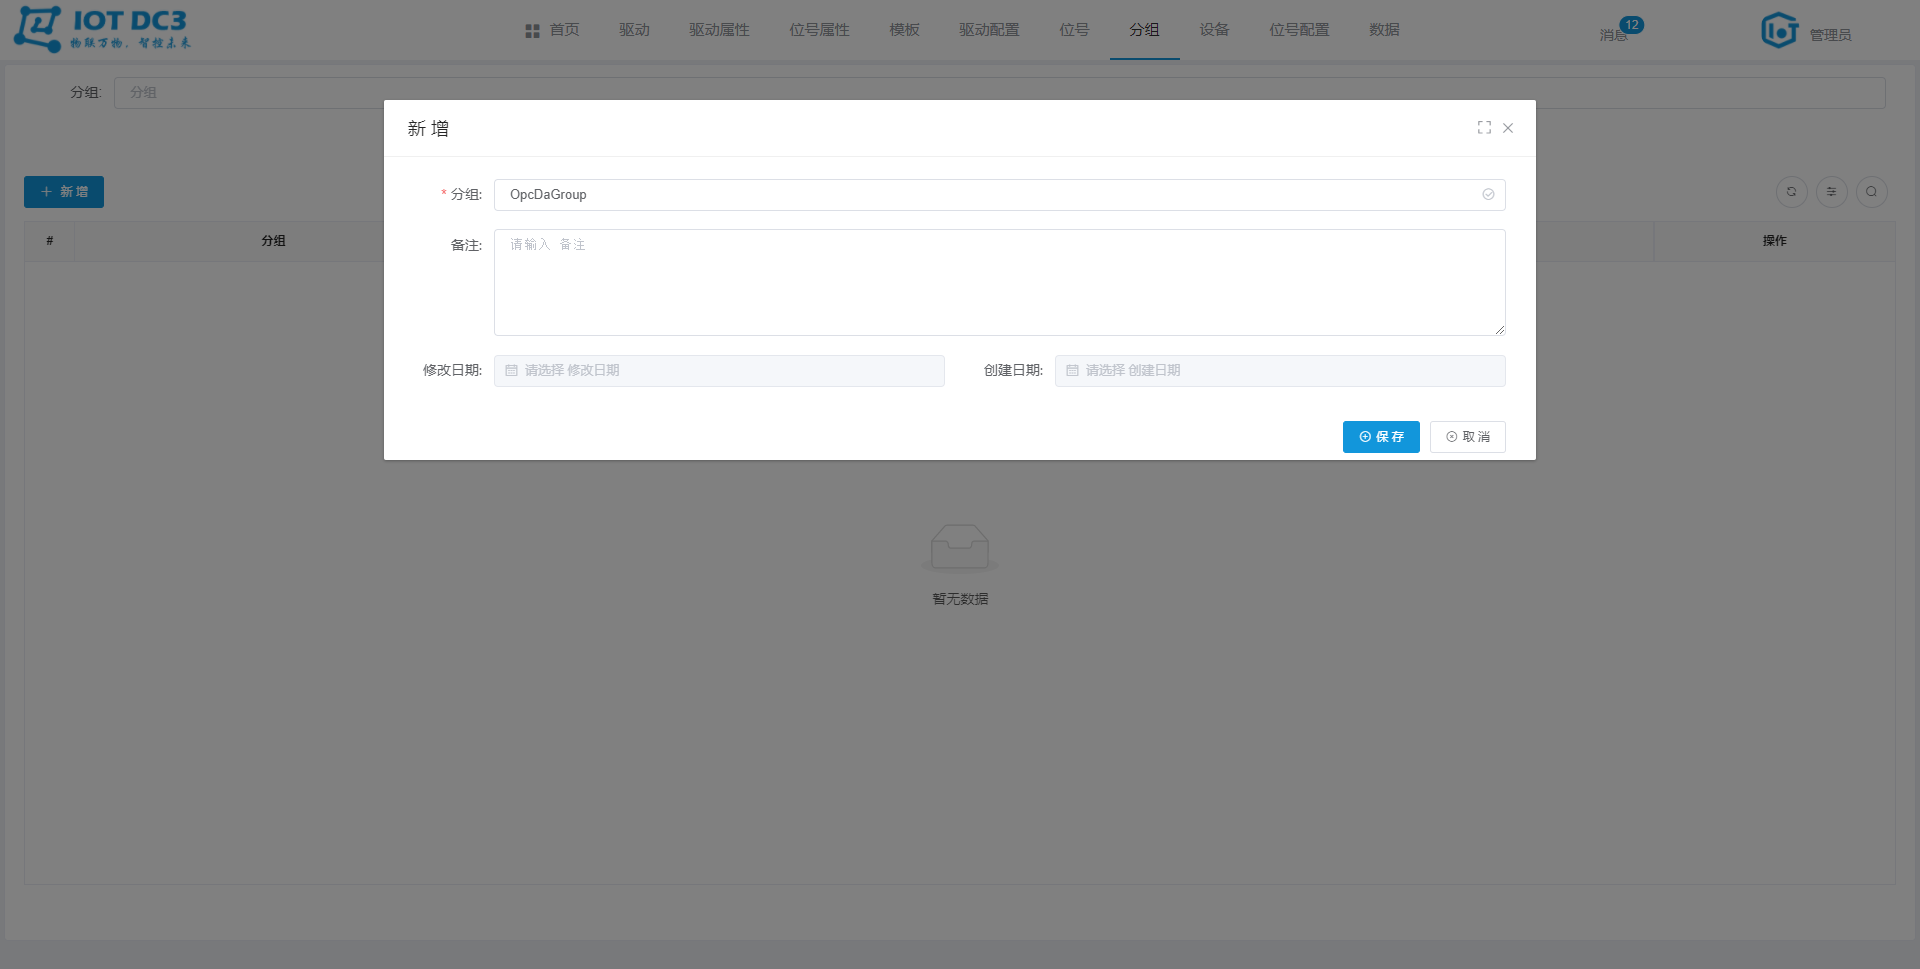 IOT DC3
物联万物，智控未来
首页
驱动
驱动属性
位号属性
模板
驱动配置
位号
分组
设备
位号配置
数据
消息
12
管理员
分组:
分组
新 增
* 分组:
OpcDaGroup
备注:
请输入 备注
修改日期:
请选择 修改日期
创建日期:
请选择 创建日期
保 存
取 消
新 增
#
分组
操作
暂无数据